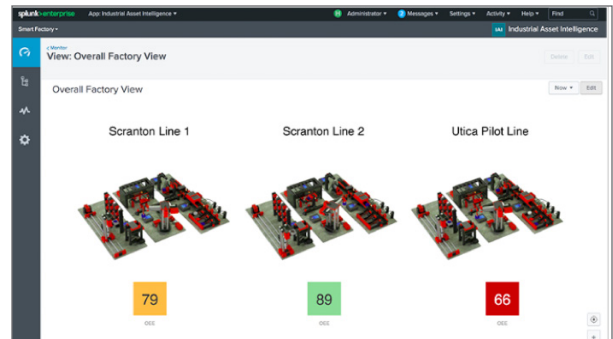 splunk>enterprise App: Industrial Asset Intelligence Administrator Messages Settings Activity Help Find
Smart Factory IAI Industrial Asset Intelligence
< Monitor
View: Overall Factory View Delete Edit
Overall Factory View Now Edit
Scranton Line 1 Scranton Line 2 Utica Pilot Line
79 89 66
OEE OEE OEE